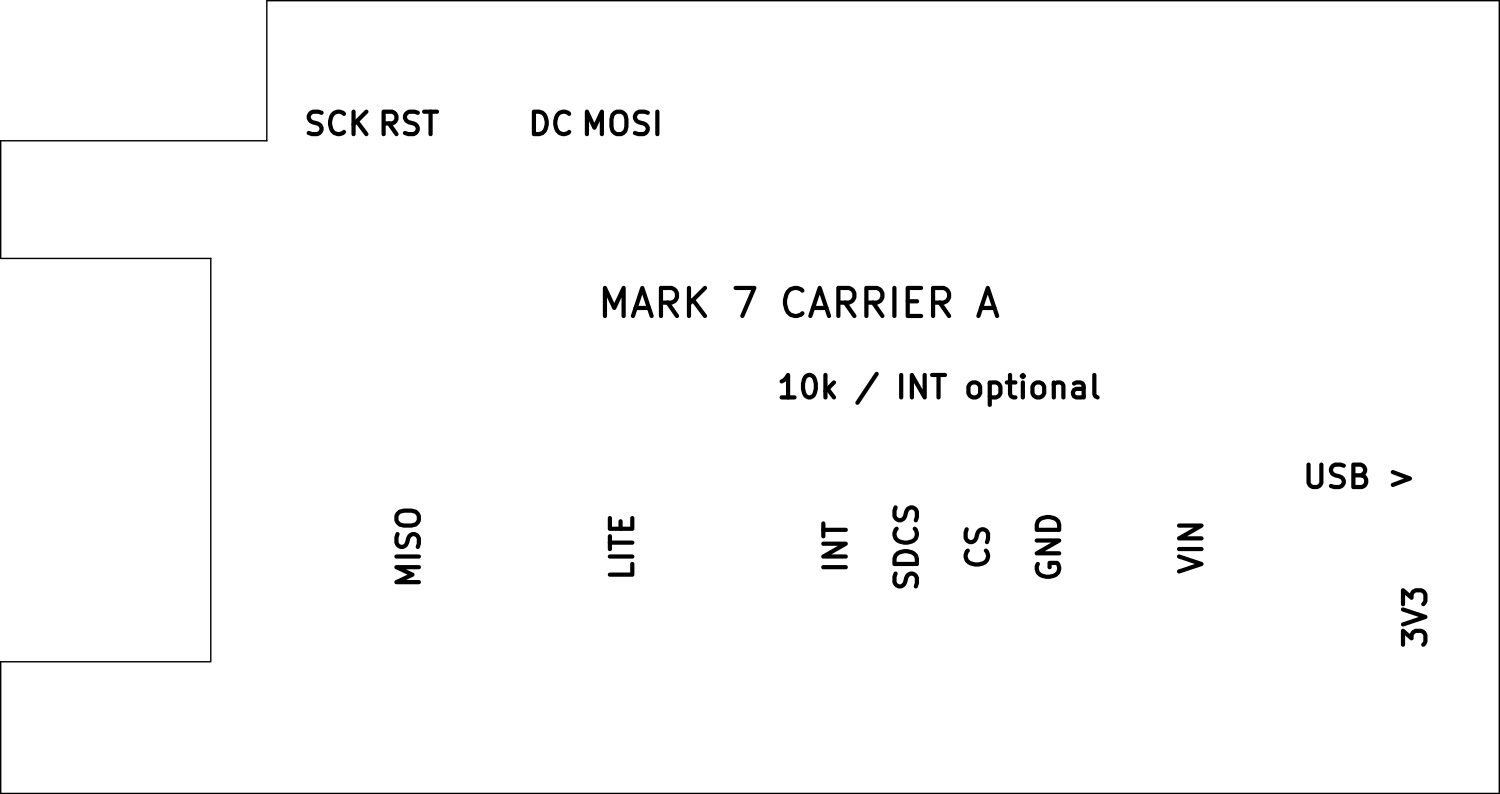 SCK RST DC MOSI
MARK 7 CARRIER A
10k / INT optional
USB >
MISO
LITE
INT
SDCS
CS
GND
VIN
3V3